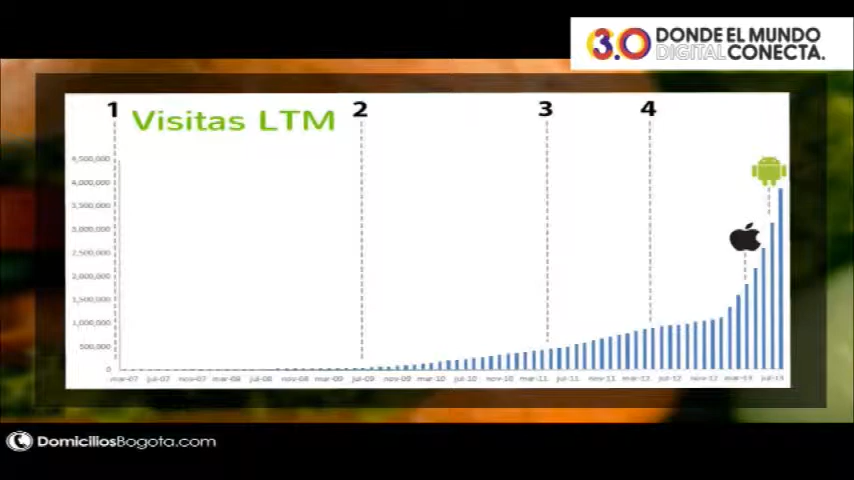 3.0 DONDE EL MUNDO
DIGITAL CONECTA.
1 2 3 4
Visitas LTM
4,500,000
4,000,000
3,500,000
3,000,000
2,500,000
2,000,000
1,500,000
1,000,000
500,000
0
mar-07 jul-07 nov-07 mar-08 jul-08 nov-08 mar-09 jul-09 nov-09 mar-10 jul-10 nov-10 mar-11 jul-11 nov-11 mar-12 jul-12 nov-12 mar-13 jul-13
DomiciliosBogota.com